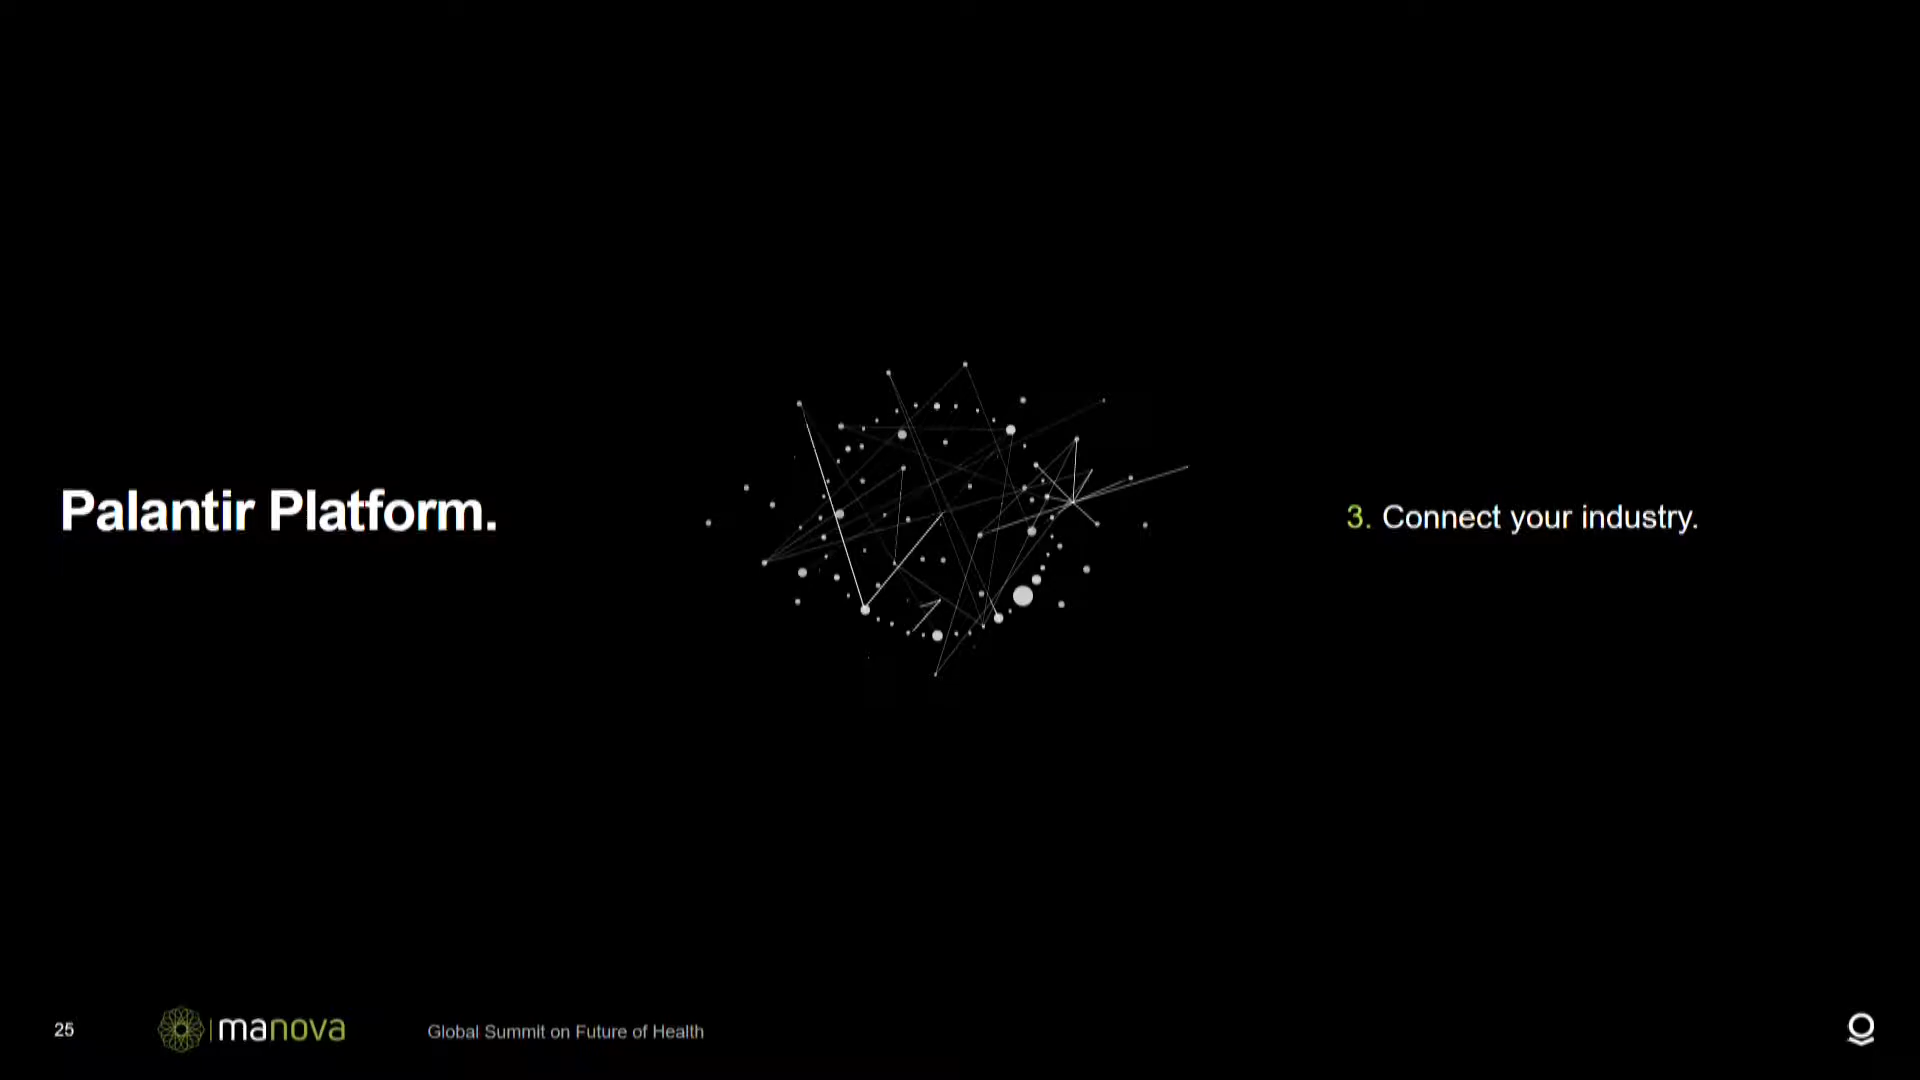 Palantir Platform.
3. Connect your industry.
25
manova
Global Summit on Future of Health